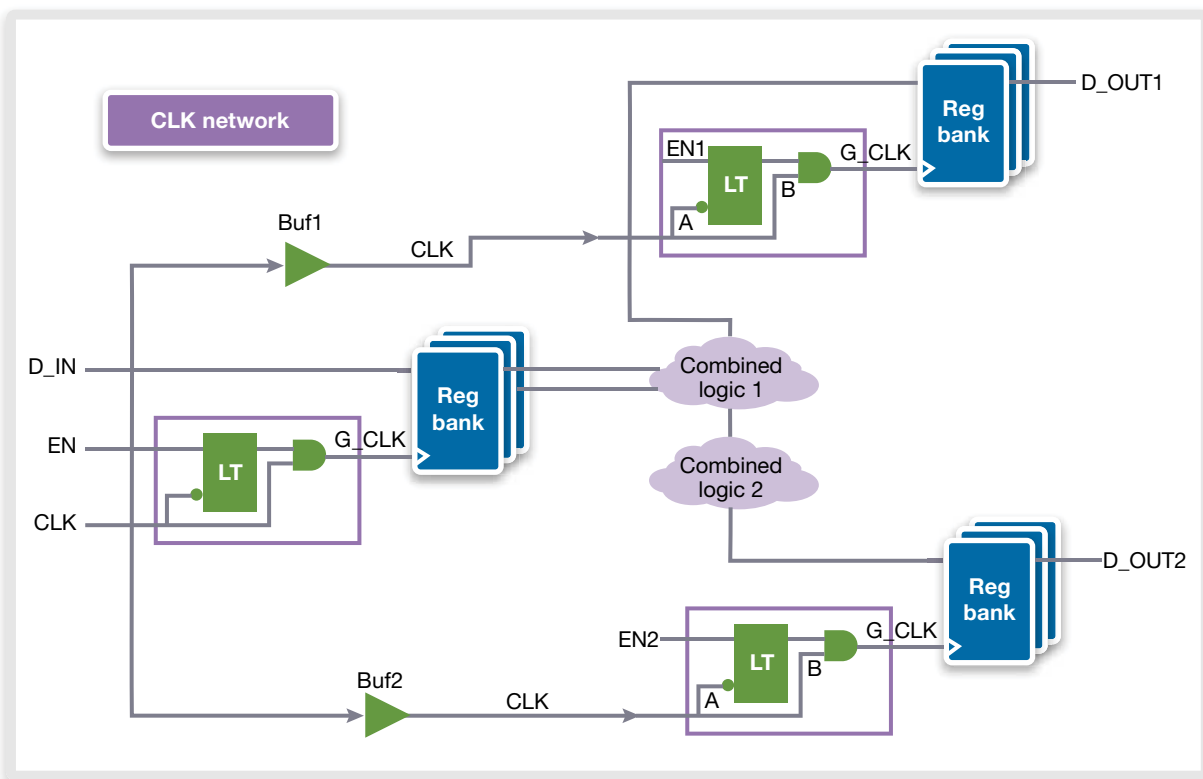 CLK network
Reg
bank
D_OUT1
EN1
LT
G_CLK
A
B
Buf1
CLK
D_IN
Reg
bank
Combined
logic 1
EN
LT
G_CLK
CLK
Combined
logic 2
Reg
bank
D_OUT2
EN2
LT
G_CLK
A
B
Buf2
CLK